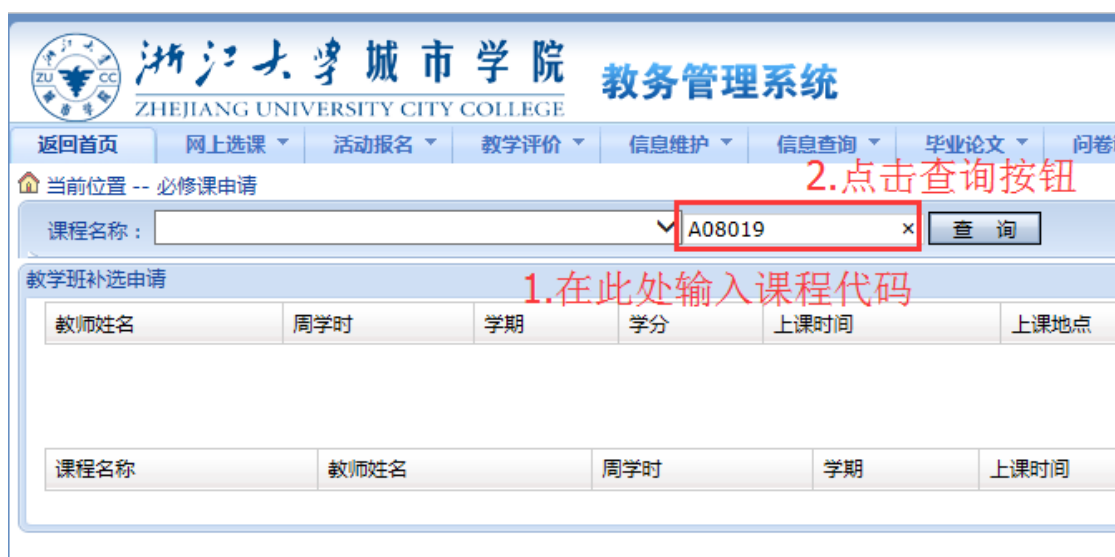 浙江大学城市学院 教务管理系统
ZU CC
ZHEJIANG UNIVERSITY CITY COLLEGE
返回首页 网上选课 活动报名 教学评价 信息维护 信息查询 毕业论文 问卷
当前位置 -- 必修课申请
2.点击查询按钮
课程名称： A08019 × 查 询
教学班补选申请
1.在此处输入课程代码
教师姓名 周学时 学期 学分 上课时间 上课地点
课程名称 教师姓名 周学时 学期 上课时间